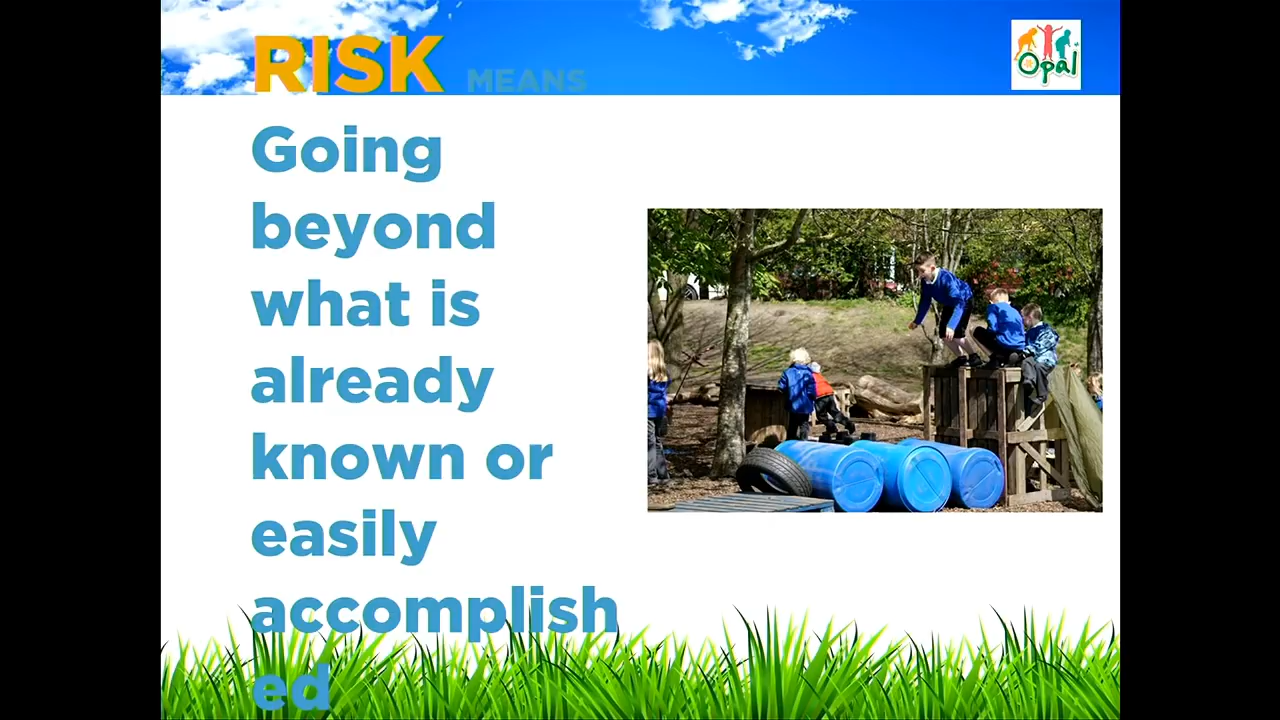 RISK MEANS
Opal
Going
beyond
what is
already
known or
easily
accomplish
ed